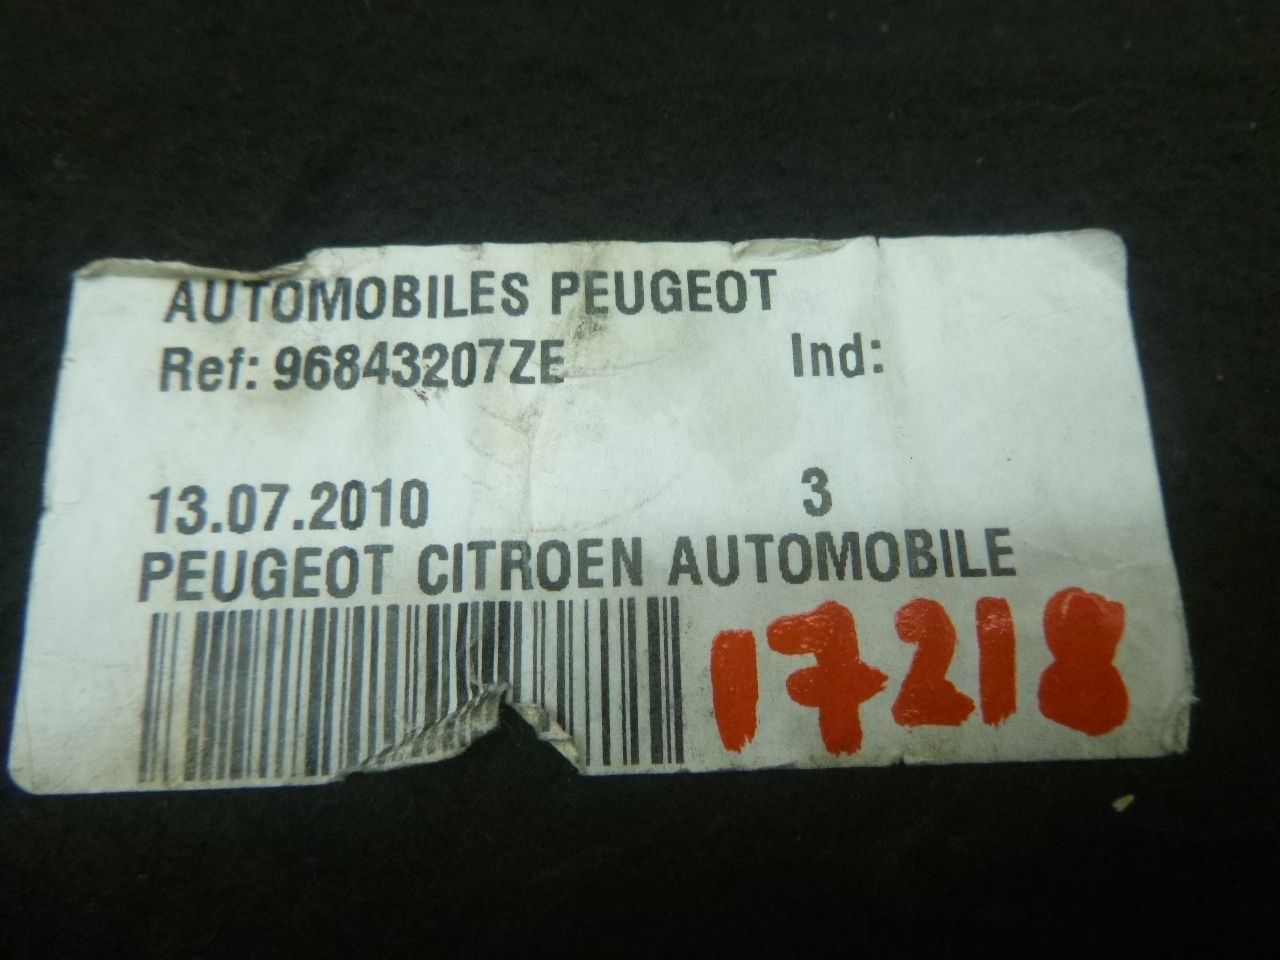 AUTOMOBILES PEUGEOT
Ref: 96843207ZE Ind:
13.07.2010 3
PEUGEOT CITROEN AUTOMOBILE
17218